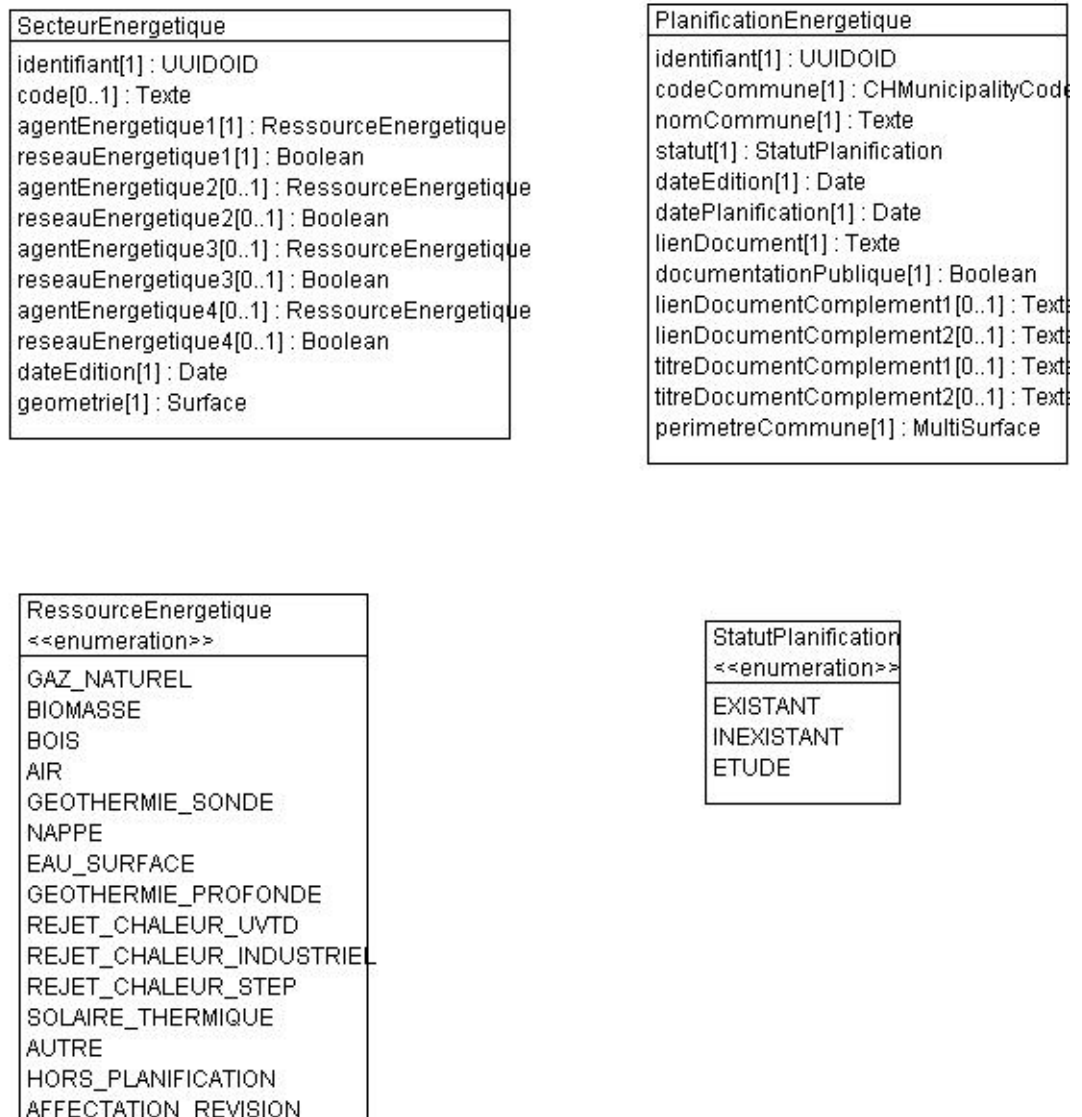 SecteurEnergetique
identifiant[1] : UUIDOID
code[0..1] : Texte
agentEnergetique1[1] : RessourceEnergetique
reseauEnergetique1[1] : Boolean
agentEnergetique2[0..1] : RessourceEnergetique
reseauEnergetique2[0..1] : Boolean
agentEnergetique3[0..1] : RessourceEnergetique
reseauEnergetique3[0..1] : Boolean
agentEnergetique4[0..1] : RessourceEnergetique
reseauEnergetique4[0..1] : Boolean
dateEdition[1] : Date
geometrie[1] : Surface
PlanificationEnergetique
identifiant[1] : UUIDOID
codeCommune[1] : CHMunicipalityCode
nomCommune[1] : Texte
statut[1] : StatutPlanification
dateEdition[1] : Date
datePlanification[1] : Date
lienDocument[1] : Texte
documentationPublique[1] : Boolean
lienDocumentComplement1[0..1] : Texte
lienDocumentComplement2[0..1] : Texte
titreDocumentComplement1[0..1] : Texte
titreDocumentComplement2[0..1] : Texte
perimetreCommune[1] : MultiSurface
RessourceEnergetique
<<enumeration>>
GAZ_NATUREL
BIOMASSE
BOIS
AIR
GEOTHERMIE_SONDE
NAPPE
EAU_SURFACE
GEOTHERMIE_PROFONDE
REJET_CHALEUR_UVTD
REJET_CHALEUR_INDUSTRIEL
REJET_CHALEUR_STEP
SOLAIRE_THERMIQUE
AUTRE
HORS_PLANIFICATION
AFFECTATION_REVISION
StatutPlanification
<<enumeration>>
EXISTANT
INEXISTANT
ETUDE